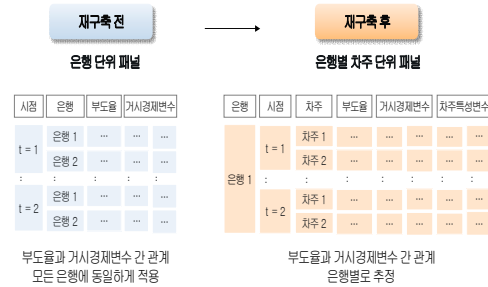 재구축 전
재구축 후
은행 단위 패널
은행별 차주 단위 패널
시점 은행 부도율 거시경제변수
t = 1 은행 1 ... ... ...
은행 2 ... ... ...
: : : : :
t = 2 은행 1 ... ... ...
은행 2 ... ... ...
은행 시점 차주 부도율 거시경제변수 차주특성변수
은행 1 t = 1 차주 1 ... ... ... ... ...
차주 2 ... ... ... ... ...
: : : : : :
t = 2 차주 1 ... ... ... ... ...
차주 2 ... ... ... ... ...
부도율과 거시경제변수 간 관계
모든 은행에 동일하게 적용
부도율과 거시경제변수 간 관계
은행별로 추정